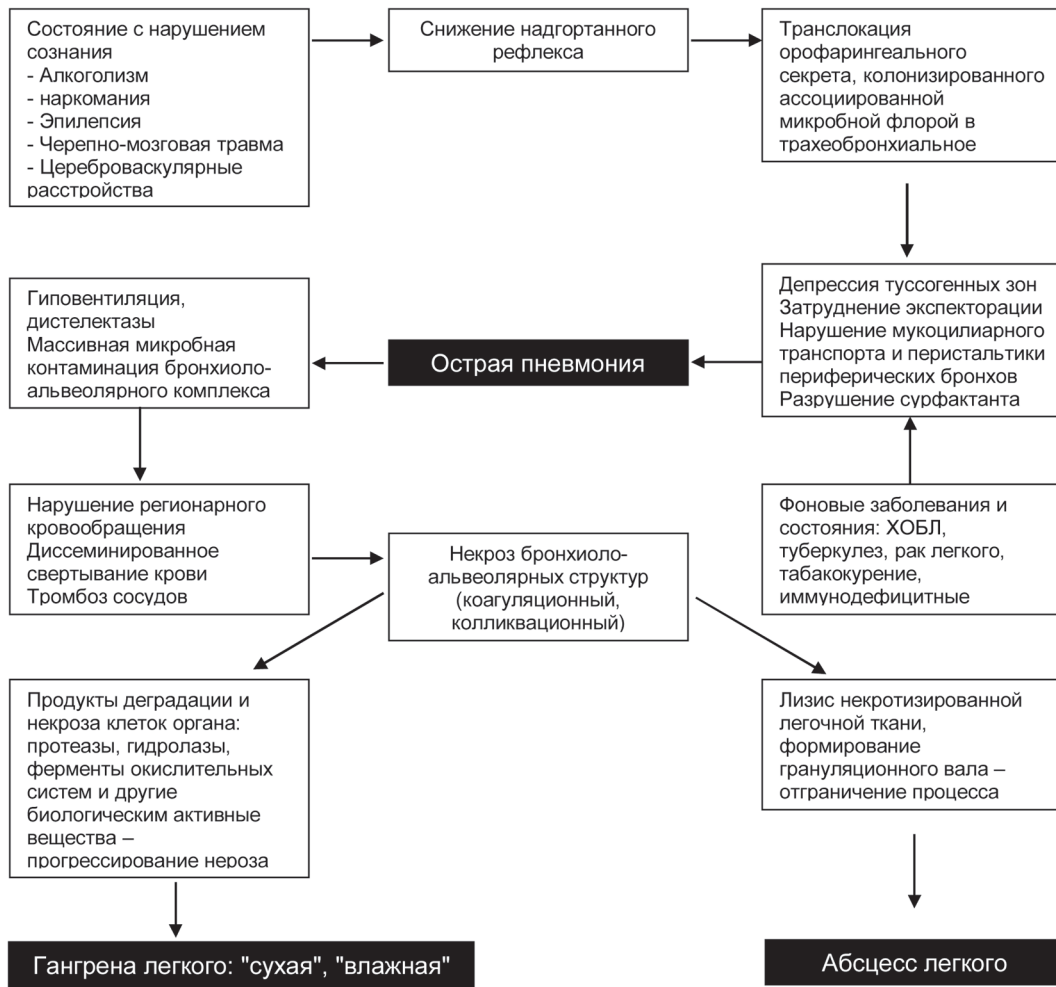 Состояние с нарушением
сознания
- Алкоголизм
- наркомания
- Эпилепсия
- Черепно-мозговая травма
- Цереброваскулярные
расстройства
Снижение надгортанного
рефлекса
Транслокация
орофарингеального
секрета, колонизированного
ассоциированной
микробной флорой в
трахеобронхиальное
Гиповентиляция,
дистелектазы
Массивная микробная
контаминация бронхиоло-
альвеолярного комплекса
Острая пневмония
Депрессия туссогенных зон
Затруднение экспекторации
Нарушение мукоцилиарного
транспорта и перистальтики
периферических бронхов
Разрушение сурфактанта
Нарушение регионарного
кровообращения
Диссеминированное
свертывание крови
Тромбоз сосудов
Некроз бронхиоло-
альвеолярных структур
(коагуляционный,
колликвационный)
Фоновые заболевания и
состояния: ХОБЛ,
туберкулез, рак легкого,
табакокурение,
иммунодефицитные
Продукты деградации и
некроза клеток органа:
протеазы, гидролазы,
ферменты окислительных
систем и другие
биологическим активные
вещества –
прогрессирование нероза
Лизис некротизированной
легочной ткани,
формирование
грануляционного вала –
отграничение процесса
Гангрена легкого: "сухая", "влажная"
Абсцесс легкого